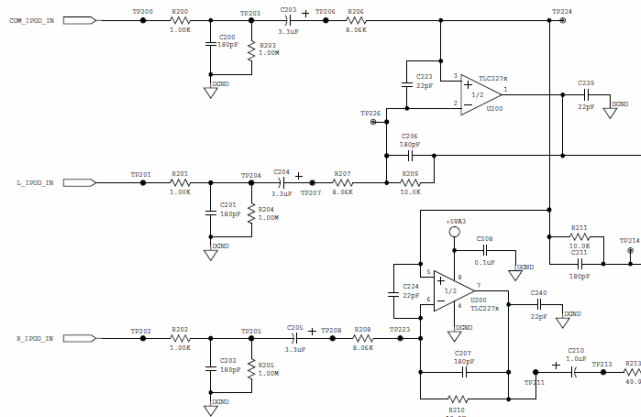 COM_IPOD_IN
TP200
R200
1.00K
C200
180pF
DGND
TP203
R203
1.00M
C203
+
3.3uF
TP206
R206
8.06K
TP224
C223
22pF
3
2
+
−
1/2
TLC227x
1
U200
C239
22pF
DGND
TP226
C206
180pF
L_IPOD_IN
TP201
R201
1.00K
C201
180pF
DGND
TP204
R204
1.00M
C204
+
3.3uF
TP207
R207
8.06K
R209
10.0K
+5VA3
C208
0.1uF
DGND
R211
10.0K
TP214
C211
180pF
C224
22pF
5
6
+
−
1/2
8
4
7
U200
TLC227x
DGND
C240
22pF
DGND
R_IPOD_IN
TP202
R202
1.00K
C202
180pF
DGND
TP205
R205
1.00M
C205
+
3.3uF
TP208
R208
8.06K
TP223
C207
180pF
R210
TP211
+
C210
1.0uF
TP213
R213
49.9